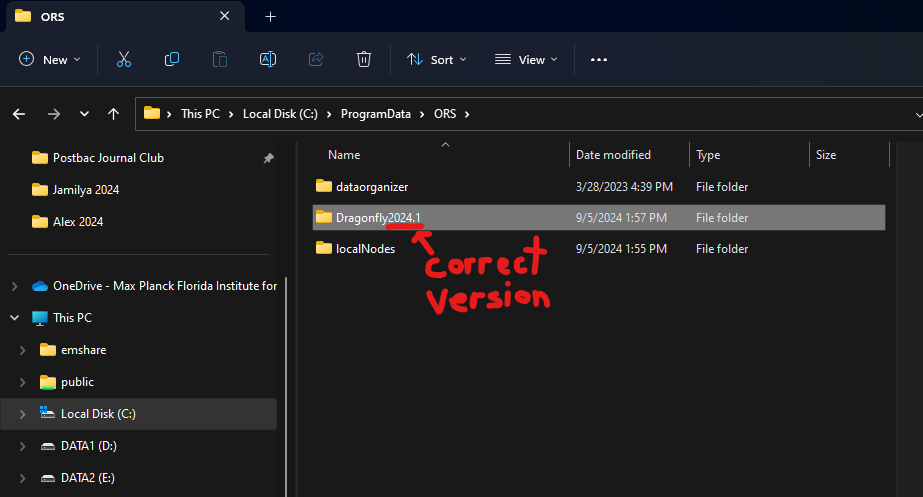 ORS
New
Sort
View
This PC > Local Disk (C:) > ProgramData > ORS >
Postbac Journal Club
Jamilya 2024
Alex 2024
OneDrive - Max Planck Florida Institute for
This PC
emshare
public
Local Disk (C:)
DATA1 (D:)
DATA2 (E:)
Name Date modified Type Size
dataorganizer 3/28/2023 4:39 PM File folder
Dragonfly2024.1 9/5/2024 1:57 PM File folder
localNodes 9/5/2024 1:55 PM File folder
correct
version